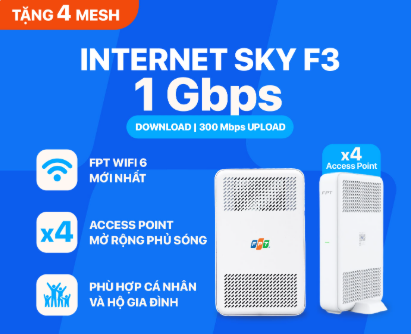 TẶNG 4 MESH
INTERNET SKY F3
1 Gbps
DOWNLOAD | 300 Mbps UPLOAD
x4
Access Point
FPT WIFI 6
MỚI NHẤT
x4
ACCESS POINT
MỞ RỘNG PHỦ SÓNG
PHÙ HỢP CÁ NHÂN
VÀ HỘ GIA ĐÌNH
FPT
FPT